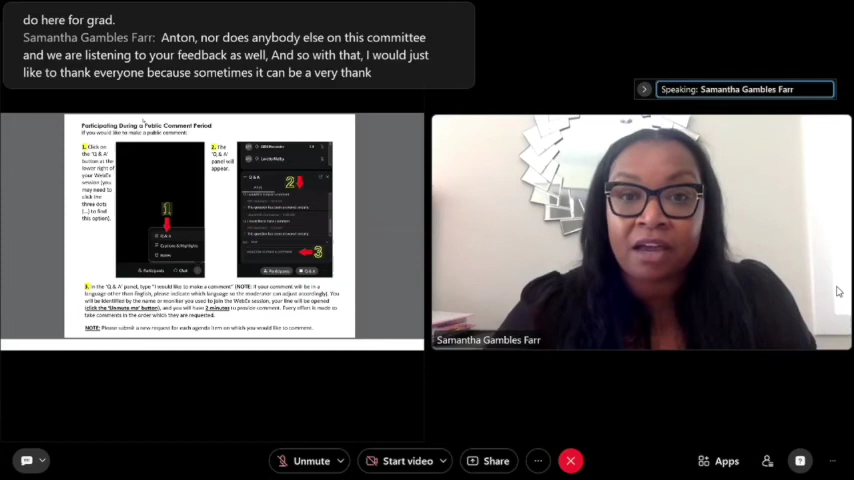 do here for grad.
Samantha Gambles Farr: Anton, nor does anybody else on this committee
and we are listening to your feedback as well, And so with that, I would just
like to thank everyone because sometimes it can be a very thank
Speaking: Samantha Gambles Farr
Participating During a Public Comment Period
If you would like to make a public comment:
1. Click on
the 'Q & A'
button at the
lower right of
your WebEx
session (you
may need to
click the
three dots
(...) to find
this option).
1
Q & A
Participants
Chat
2. The
'Q & A'
panel will
appear.
Q & A
2
3
Participants
Q & A
3. In the 'Q & A' panel, type "I would like to make a comment" (NOTE: if your comment will be in a
language other than English, please indicate which language so the moderator can adjust accordingly). You
will be identified by the name or moniker you used to join the WebEx session, your line will be opened
(click the 'Unmute me' button), and you will have 2 minutes to provide comment. Every effort is made to
take comments in the order which they are requested.
NOTE: Please submit a new request for each agenda item on which you would like to comment.
Samantha Gambles Farr
Unmute
Start video
Share
Apps